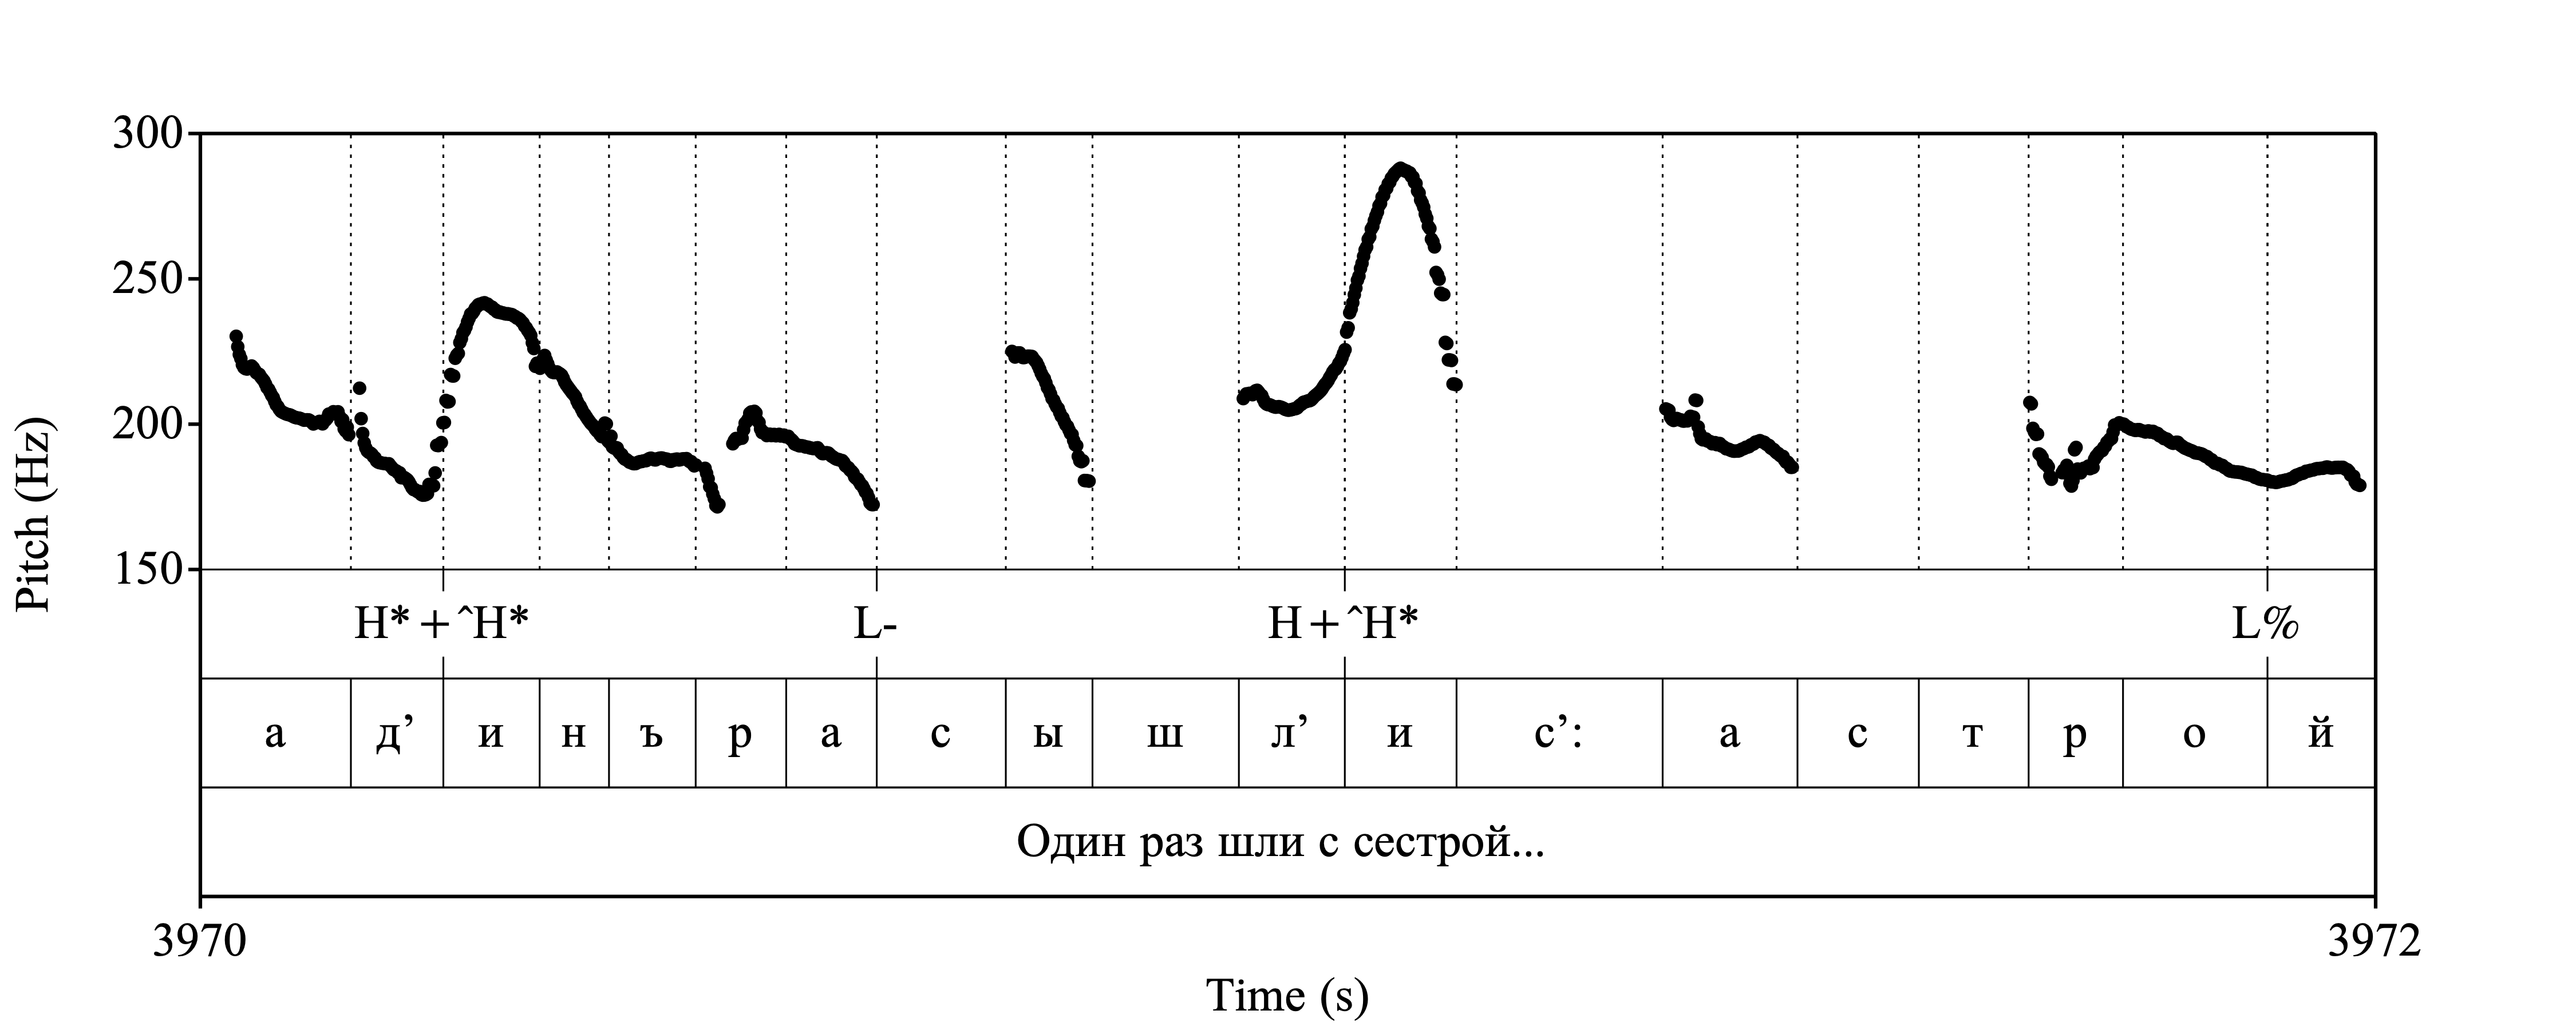 300
250
200
150
Pitch (Hz)
H*+^H* L- H+^H* L%
а д’ и н ъ р а с ы ш л’ и с’: а с т р о й
Один раз шли с сестрой...
3970 3972
Time (s)